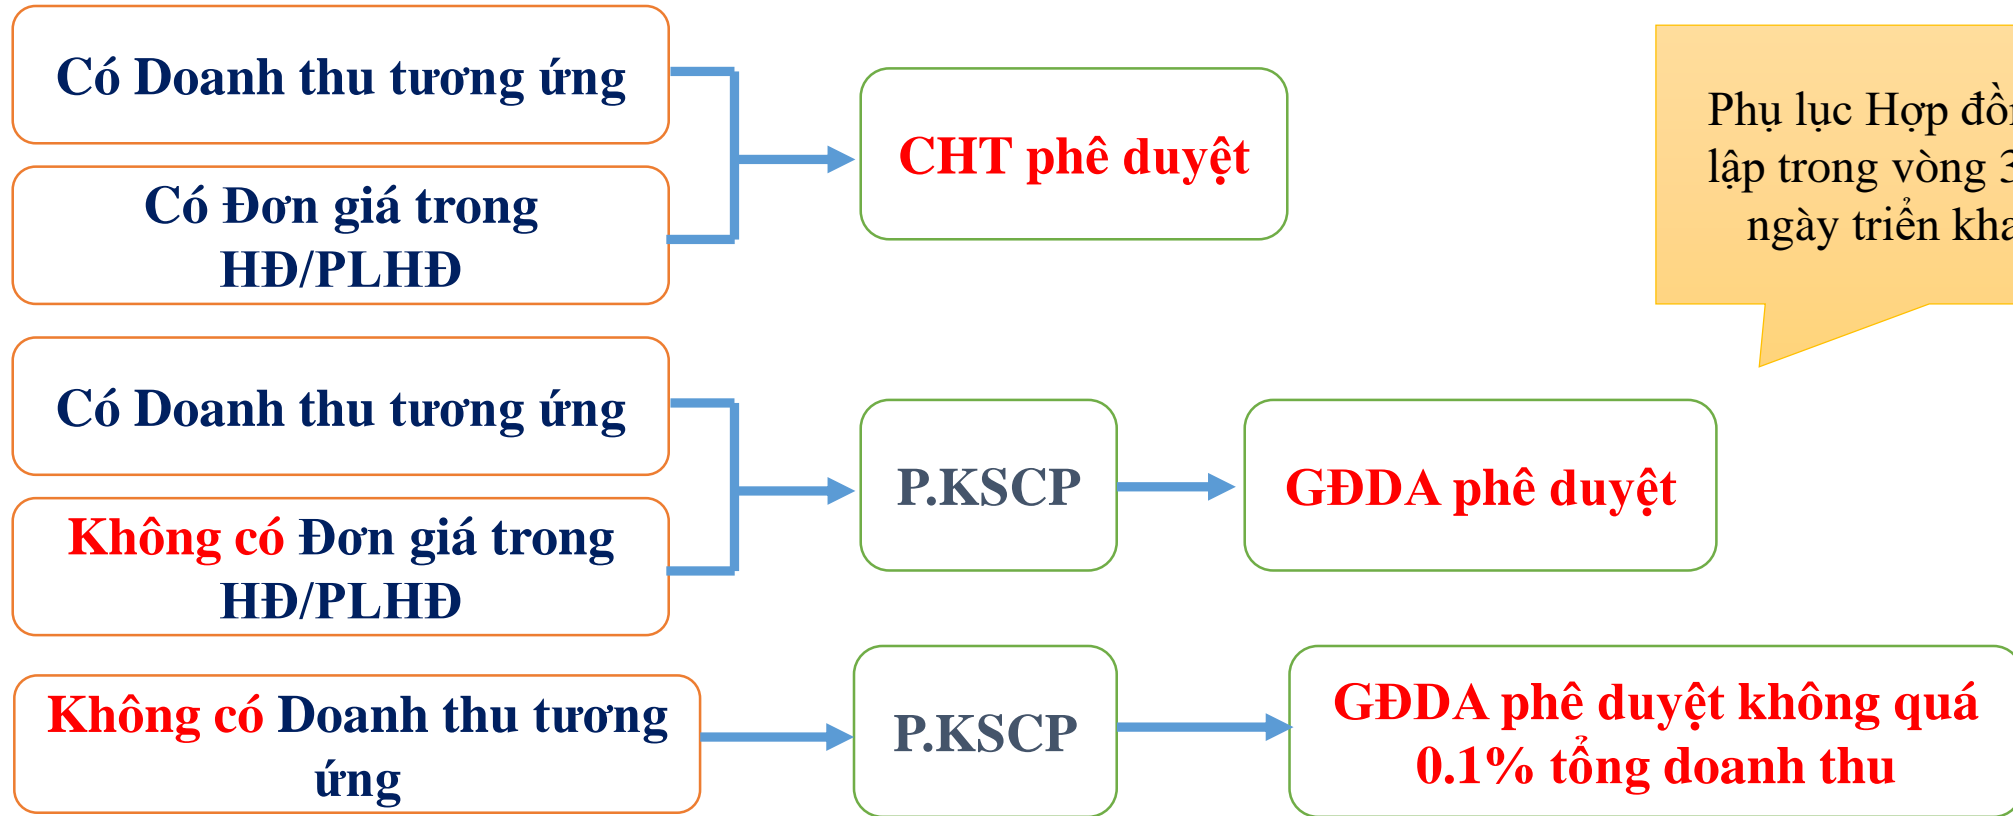 Có Doanh thu tương ứng
Có Đơn giá trong
HĐ/PLHĐ
CHT phê duyệt
Phụ lục Hợp
lập trong vòng
ngày triển
Có Doanh thu tương ứng
Không có Đơn giá trong
HĐ/PLHĐ
P.KSCP
GĐDA phê duyệt
Không có Doanh thu tương
ứng
P.KSCP
GĐDA phê duyệt không quá
0.1% tổng doanh thu